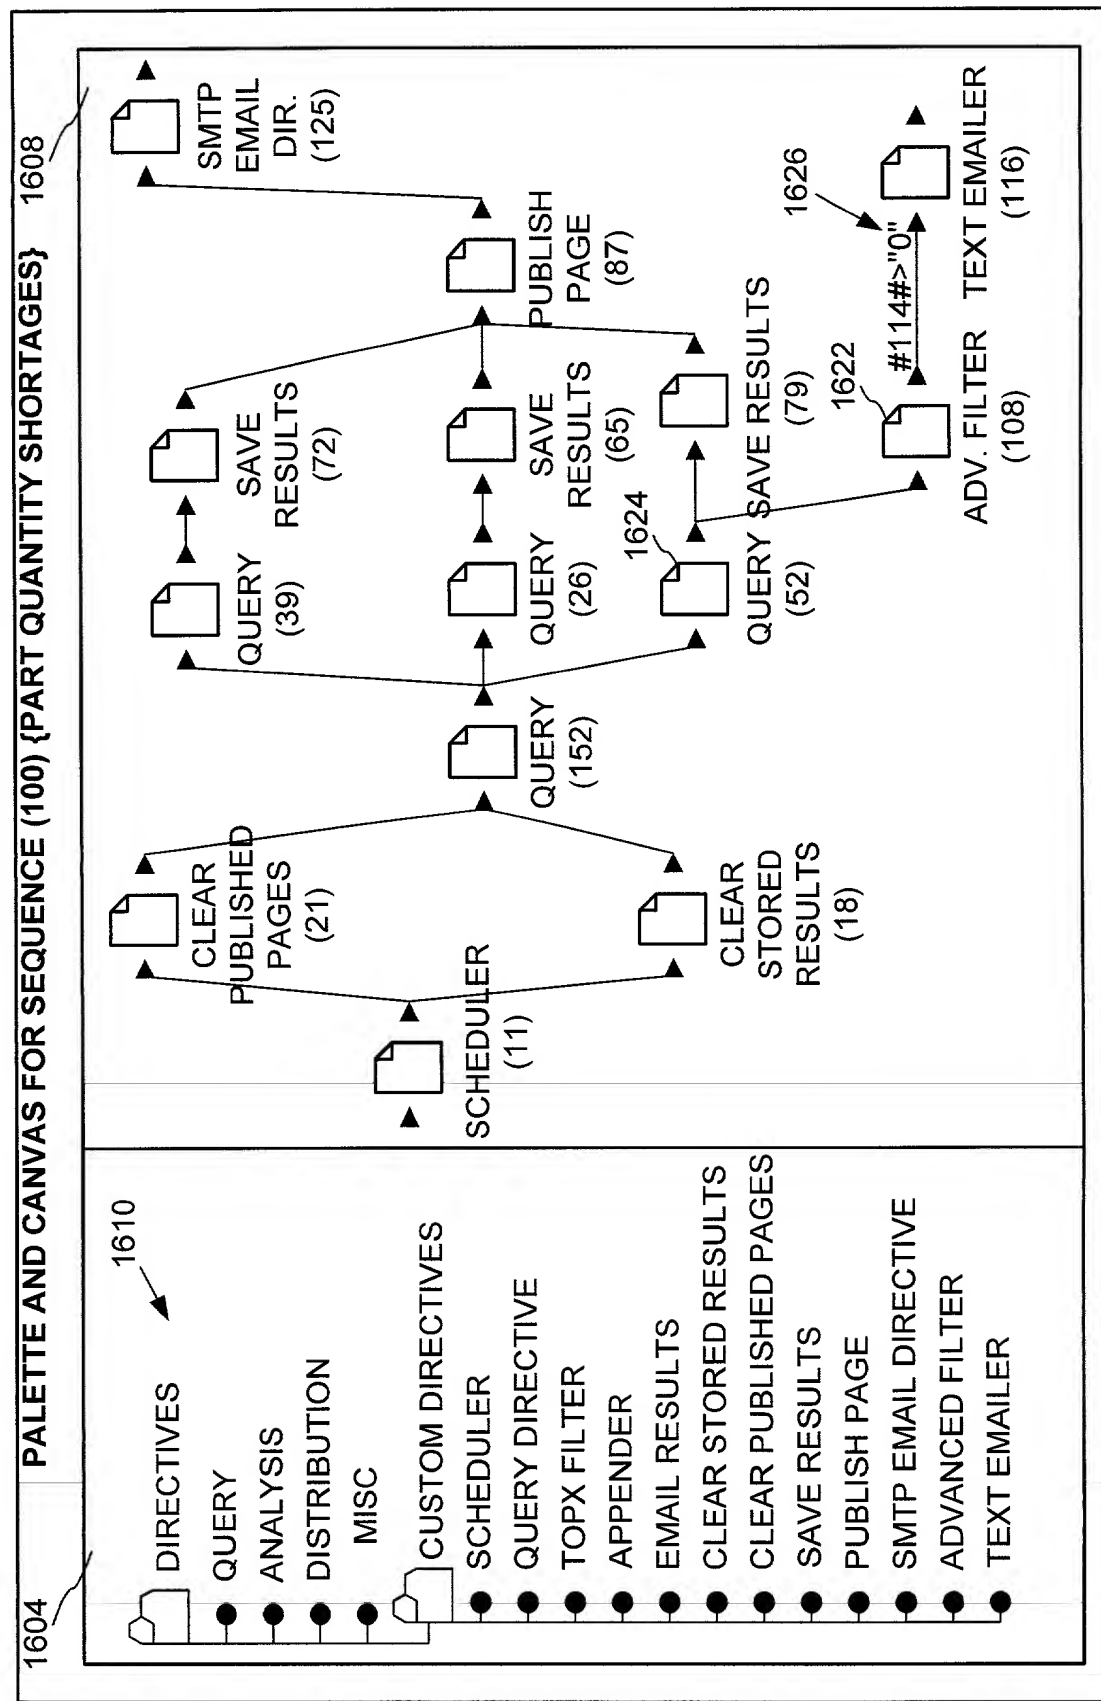 PALETTE AND CANVAS FOR SEQUENCE (100) {PART QUANTITY SHORTAGES}
1604
1608
1610
DIRECTIVES
QUERY
ANALYSIS
DISTRIBUTION
MISC
CUSTOM DIRECTIVES
SCHEDULER
QUERY DIRECTIVE
TOPX FILTER
APPENDER
EMAIL RESULTS
CLEAR STORED RESULTS
CLEAR PUBLISHED PAGES
SAVE RESULTS
PUBLISH PAGE
SMTP EMAIL DIRECTIVE
ADVANCED FILTER
TEXT EMAILER
SCHEDULER
(11)
CLEAR
PUBLISHED
PAGES
(21)
CLEAR
STORED
RESULTS
(18)
QUERY
(152)
QUERY
(39)
QUERY
(26)
1624
QUERY
(52)
SAVE
RESULTS
(72)
SAVE
RESULTS
(65)
SAVE RESULTS
(79)
PUBLISH
PAGE
(87)
SMTP
EMAIL
DIR.
(125)
1622
ADV. FILTER
(108)
#114#>"0"
1626
TEXT EMAILER
(116)